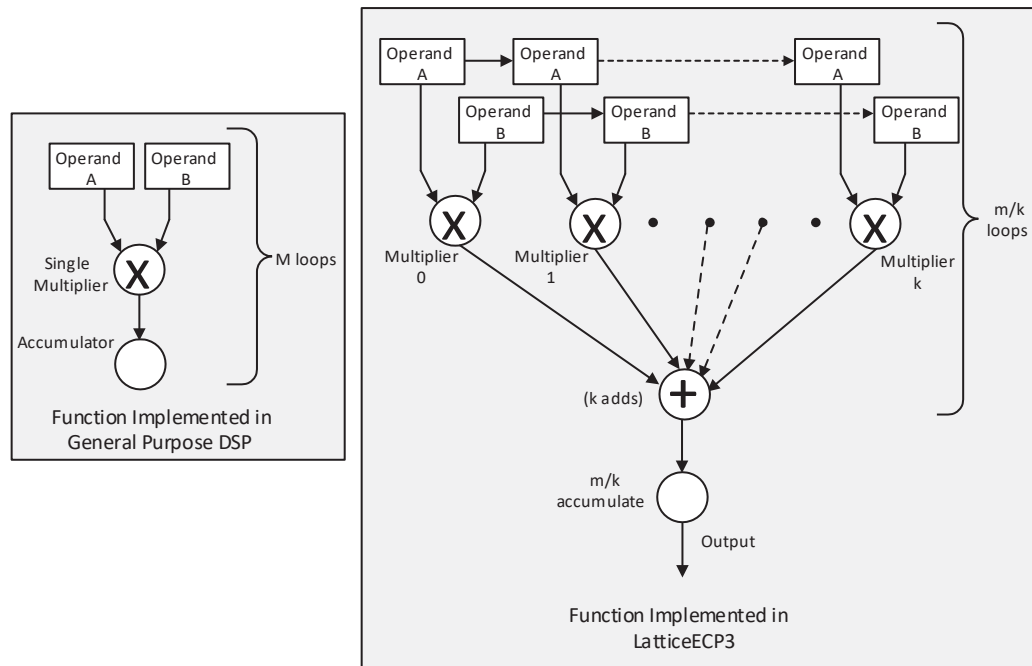 Operand
A
Operand
B
Single
Multiplier
X
M loops
Accumulator
Function Implemented in
General Purpose DSP
Operand
A
Operand
A
Operand
A
Operand
B
Operand
B
Operand
B
X
X
X
Multiplier
0
Multiplier
1
Multiplier
k
m/k
loops
(k adds)
+
m/k
accumulate
Output
Function Implemented in
LatticeECP3